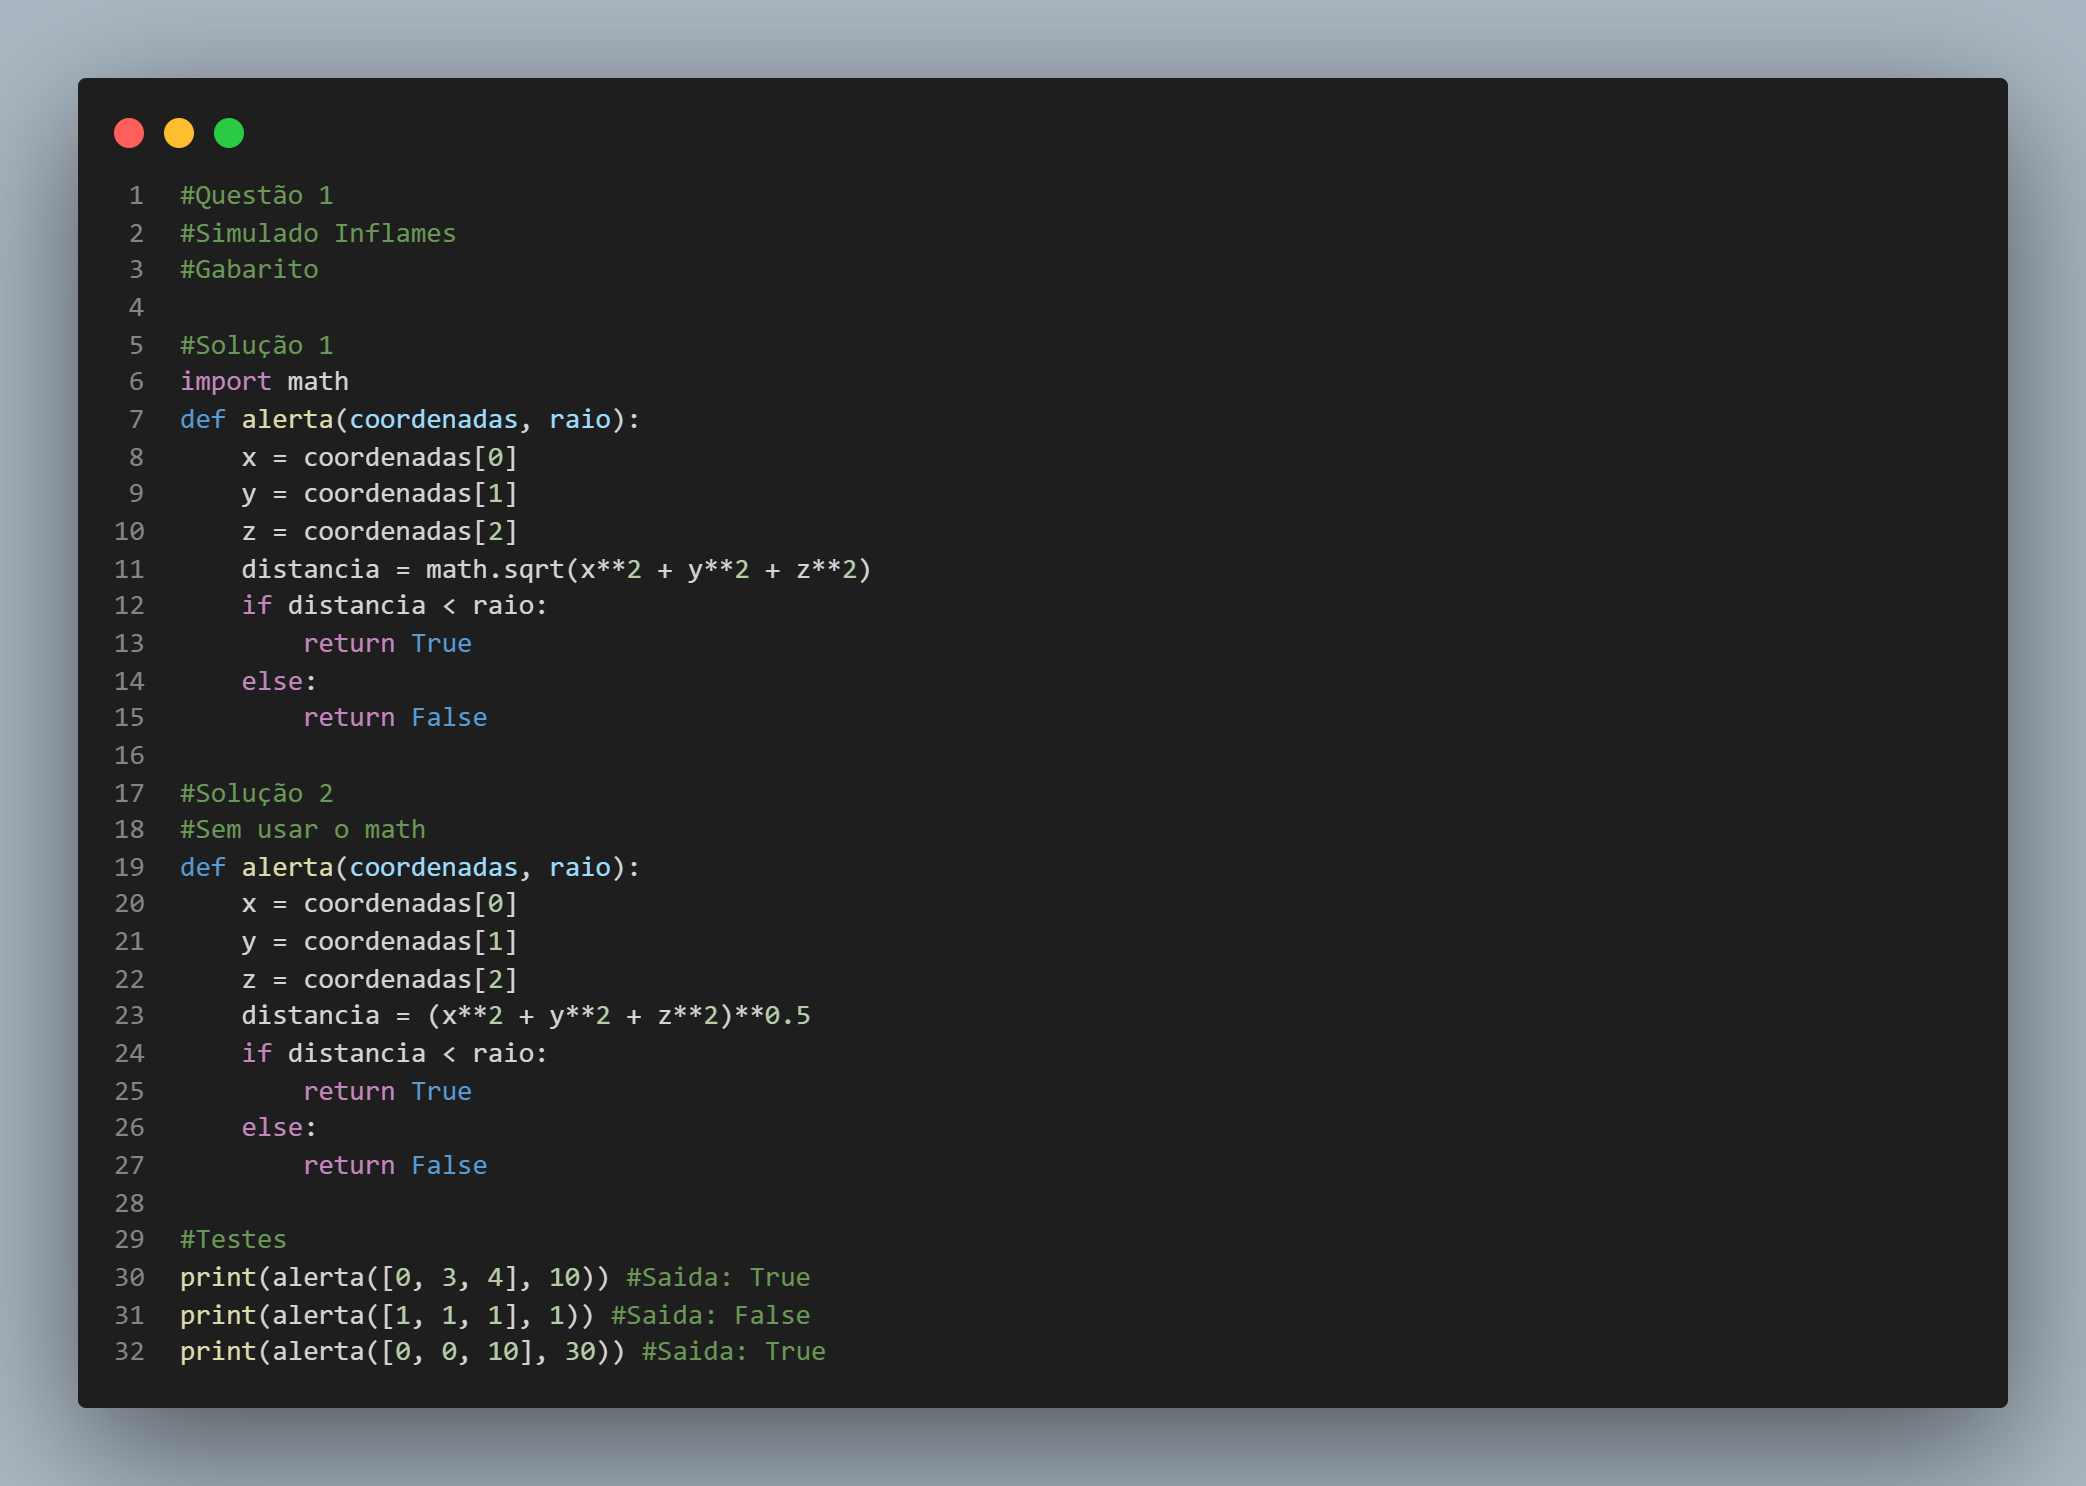 1 #Questão 1
2 #Simulado Inflames
3 #Gabarito
4
5 #Solução 1
6 import math
7 def alerta(coordenadas, raio):
8     x = coordenadas[0]
9     y = coordenadas[1]
10     z = coordenadas[2]
11     distancia = math.sqrt(x**2 + y**2 + z**2)
12     if distancia < raio:
13         return True
14     else:
15         return False
16
17 #Solução 2
18 #Sem usar o math
19 def alerta(coordenadas, raio):
20     x = coordenadas[0]
21     y = coordenadas[1]
22     z = coordenadas[2]
23     distancia = (x**2 + y**2 + z**2)**0.5
24     if distancia < raio:
25         return True
26     else:
27         return False
28
29 #Testes
30 print(alerta([0, 3, 4], 10)) #Saida: True
31 print(alerta([1, 1, 1], 1)) #Saida: False
32 print(alerta([0, 0, 10], 30)) #Saida: True